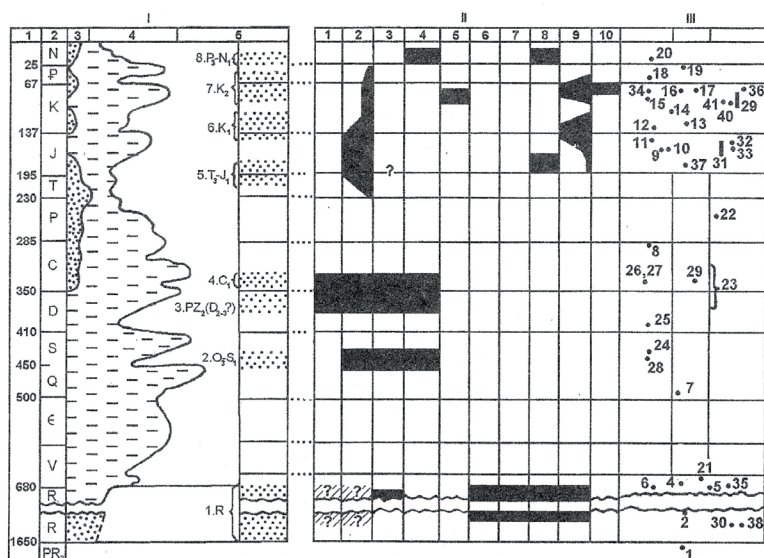 I II III
1 2 3 4 5 1 2 3 4 5 6 7 8 9 10
N 8.P₃-N₁ 20
25 19
P 18
67 7.K₂ 34 16 17 36
K 15 14 41 29
40
6.K₁ 12 13
137
J 11 32
9 10 33
? 31
195 5.T₃-J₁ 37
T
230
P 22
285
8
C 26,27 29 23
4.C₁
350
D 3.PZ₂(D₂₋₃?)
25
410
S 24
2.O₃-S₁
450 28
Q
7
500
Є
V
21
680 6 4 5 35
R ? ?
1.R
R ? ? 2 30 38
1650
PR₂ 1